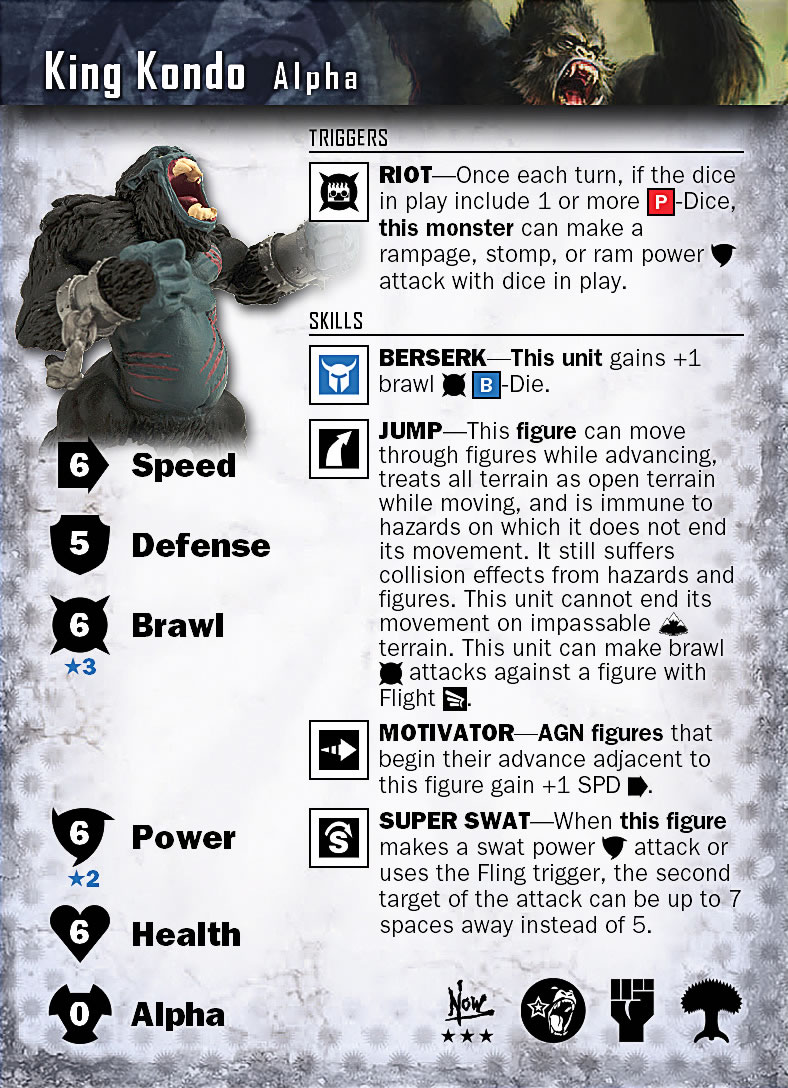 King Kondo Alpha
TRIGGERS
RIOT—Once each turn, if the dice
in play include 1 or more P-Dice,
this monster can make a
rampage, stomp, or ram power
attack with dice in play.
SKILLS
BERSERK—This unit gains +1
brawl B-Die.
JUMP—This figure can move
through figures while advancing,
treats all terrain as open terrain
while moving, and is immune to
hazards on which it does not end
its movement. It still suffers
collision effects from hazards and
figures. This unit cannot end its
movement on impassable
terrain. This unit can make brawl
attacks against a figure with
Flight .
MOTIVATOR—AGN figures that
begin their advance adjacent to
this figure gain +1 SPD .
S
SUPER SWAT—When this figure
makes a swat power attack or
uses the Fling trigger, the second
target of the attack can be up to 7
spaces away instead of 5.
6 Speed
5 Defense
6 Brawl
★3
6 Power
★2
6 Health
0 Alpha
Now
★★★